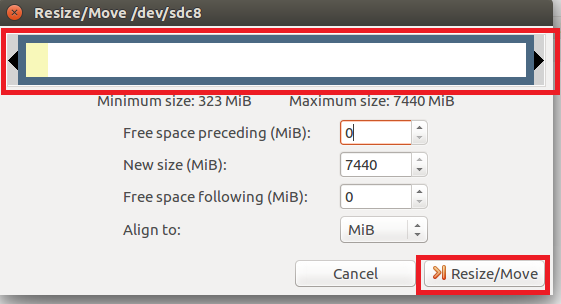 Resize/Move /dev/sdc8
Minimum size: 323 MiB Maximum size: 7440 MiB
Free space preceding (MiB): 0
New size (MiB): 7440
Free space following (MiB): 0
Align to: MiB
Cancel Resize/Move